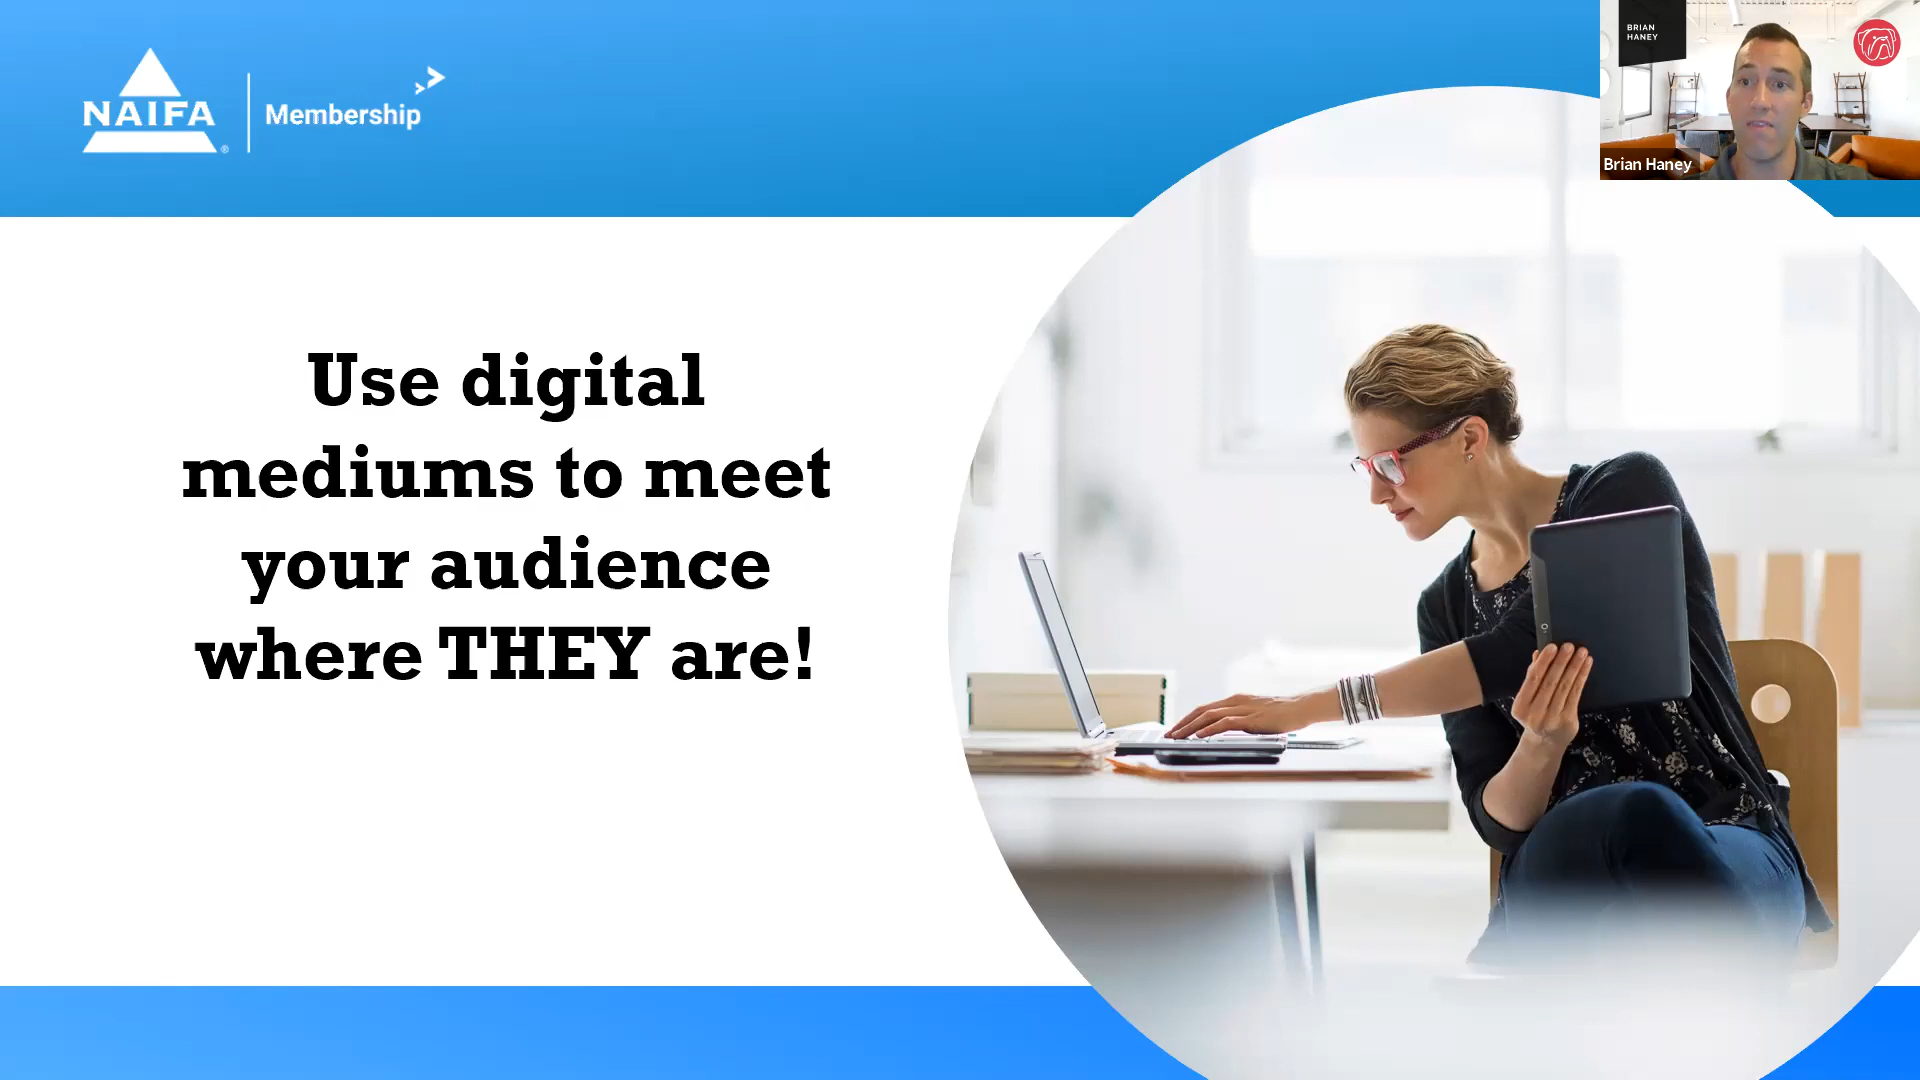 NAIFA
®
Membership
BRIAN
HANEY
Brian Haney
Use digital
mediums to meet
your audience
where THEY are!